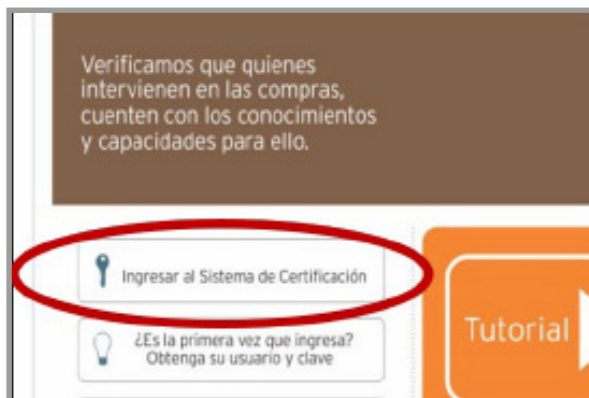 Verificamos que quienes
intervienen en las compras,
cuenten con los conocimientos
y capacidades para ello.
Ingresar al Sistema de Certificación
¿Es la primera vez que ingresa?
Obtenga su usuario y clave
Tutorial